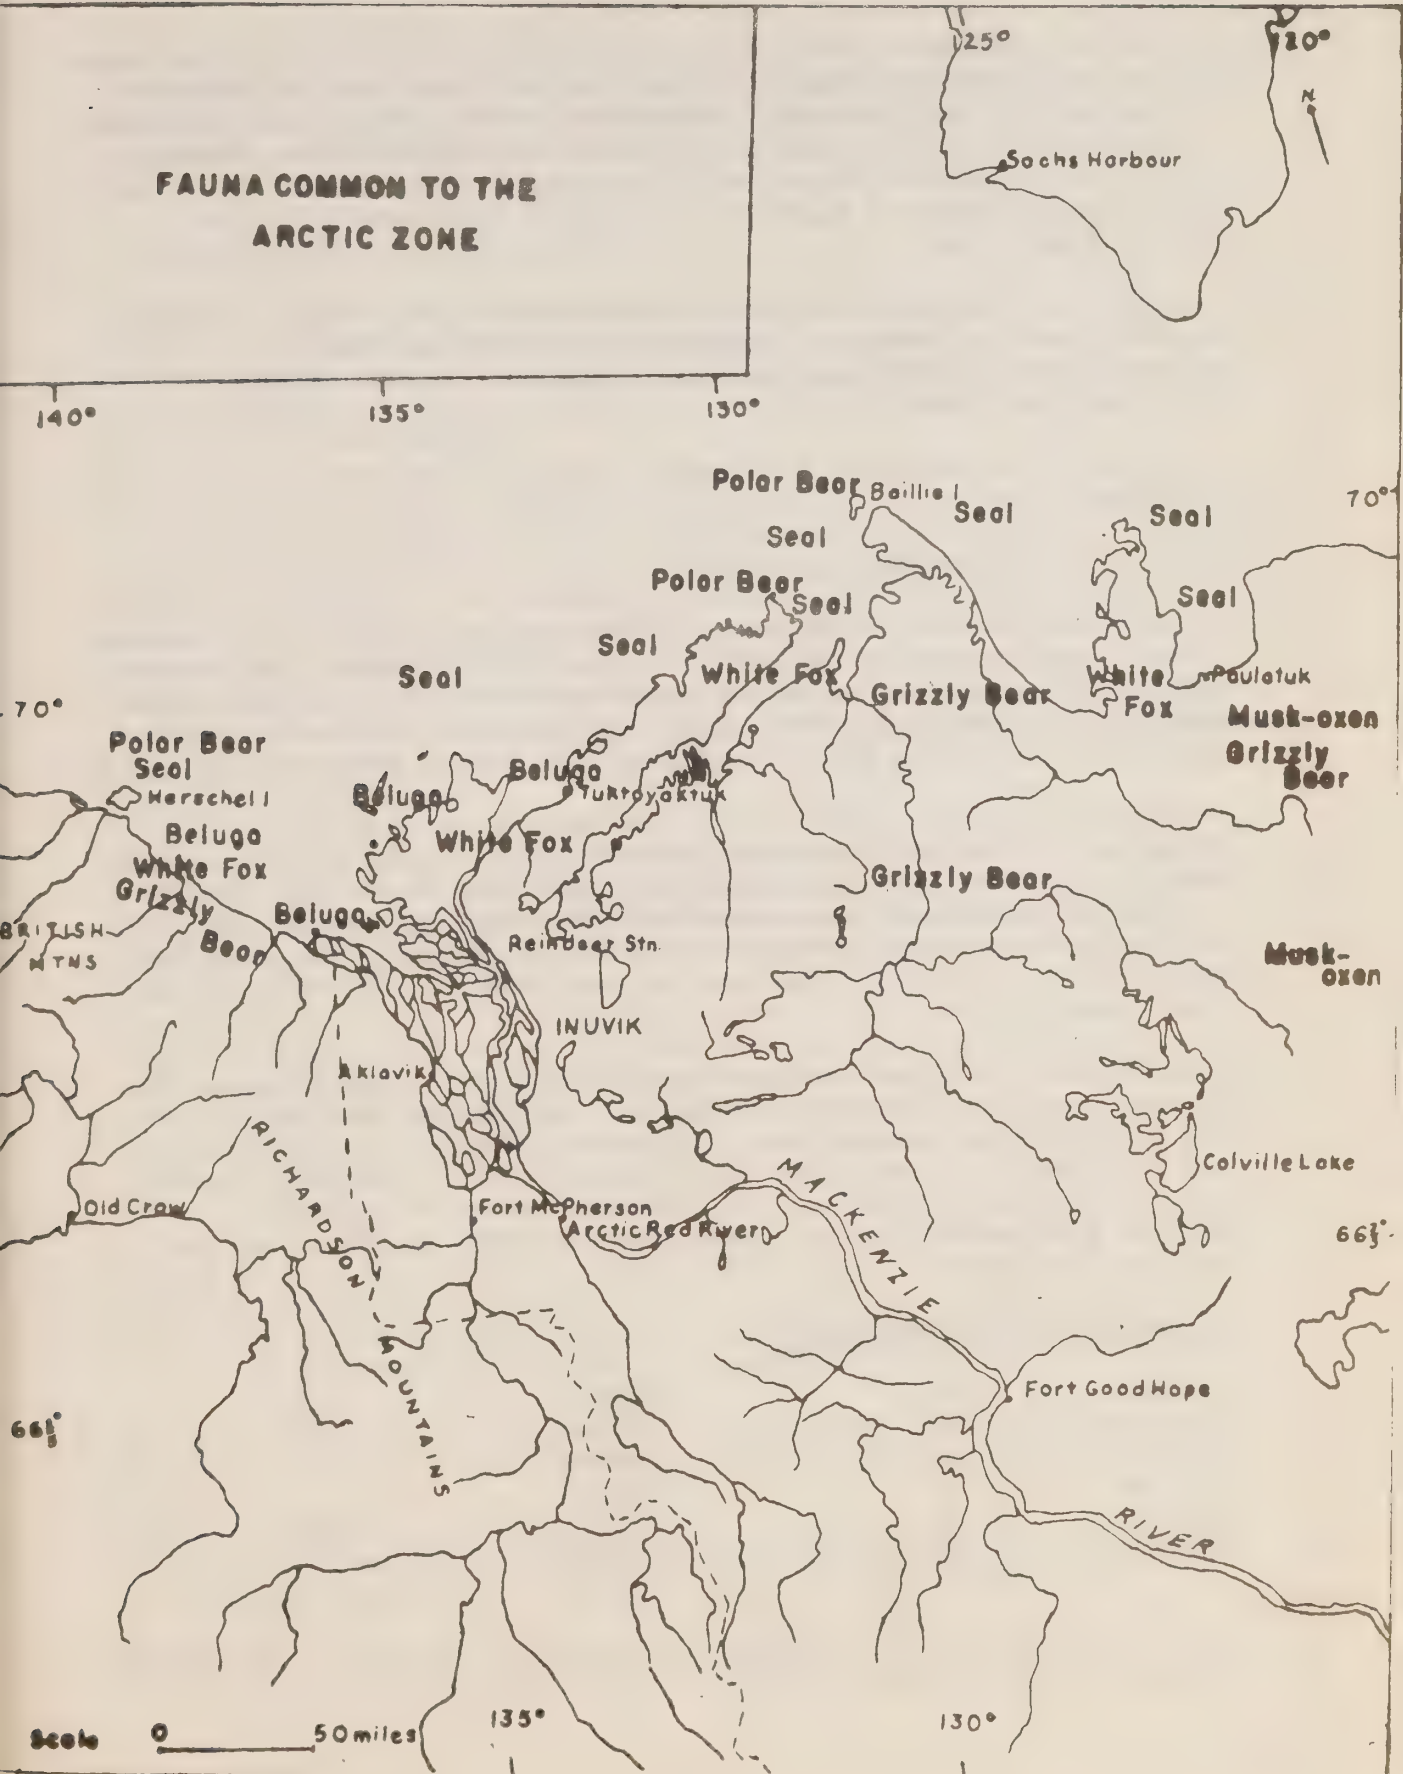 FAUNA COMMON TO THE
ARCTIC ZONE
125°
120°
N
Sachs Harbour
140°
135°
130°
Polar Bear
Baillie I
Seal
Seal
Seal
70°
Polar Bear
Seal
Seal
Seal
Seal
White Fox
Grizzly Bear
White
Fox
Paulatuk
Musk-oxen
Grizzly
Bear
70°
Polar Bear
Seal
Herschel I
Beluga
White Fox
Grizzly
Bear
Beluga
Beluga
Tuktoyaktuk
White Fox
Beluga
Grizzly Bear
BRITISH
MTNS
Reindeer Stn.
Musk-
oxen
INUVIK
Aklavik
RICHARDSON
MOUNTAINS
Old Crow
Fort McPherson
Arctic Red River
MACKENZIE
RIVER
Colville Lake
66⅔°
Fort Good Hope
66⅓°
Scale 0 50 miles
135°
130°